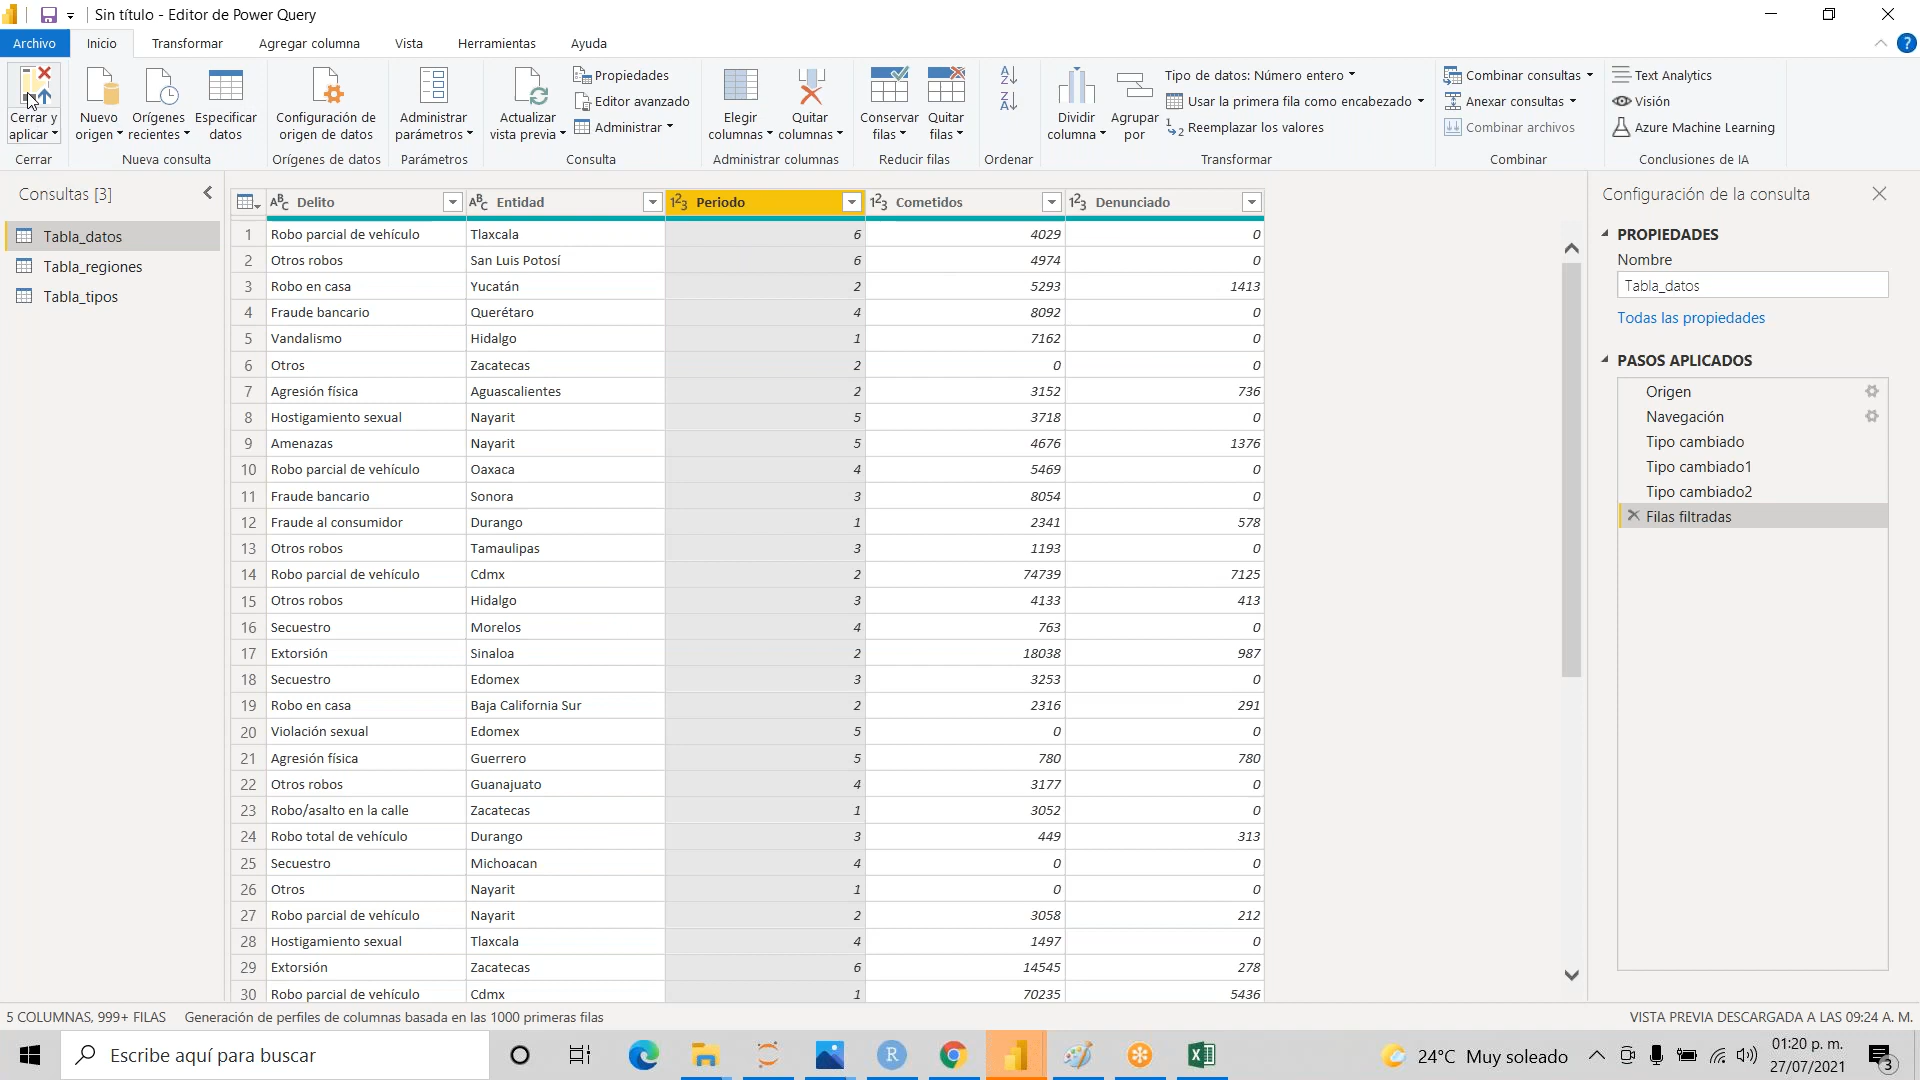 Sin título - Editor de Power Query
Archivo Inicio Transformar Agregar columna Vista Herramientas Ayuda
Cerrar y aplicar
Cerrar
Nuevo origen Orígenes recientes Especificar datos
Nueva consulta
Configuración de origen de datos
Orígenes de datos
Administrar parámetros
Parámetros
Actualizar vista previa
Propiedades
Editor avanzado
Administrar
Consulta
Elegir columnas Quitar columnas
Administrar columnas
Conservar filas Quitar filas
Reducir filas
Ordenar
Dividir columna Agrupar por
Tipo de datos: Número entero
Usar la primera fila como encabezado
Reemplazar los valores
Transformar
Combinar consultas
Anexar consultas
Combinar archivos
Combinar
Text Analytics
Visión
Azure Machine Learning
Conclusiones de IA
Consultas [3]
Tabla_datos
Tabla_regiones
Tabla_tipos
Delito Entidad Periodo Cometidos Denunciado
1 Robo parcial de vehículo Tlaxcala 6 4029 0
2 Otros robos San Luis Potosí 6 4974 0
3 Robo en casa Yucatán 2 5293 1413
4 Fraude bancario Querétaro 4 8092 0
5 Vandalismo Hidalgo 1 7162 0
6 Otros Zacatecas 2 0 0
7 Agresión física Aguascalientes 2 3152 736
8 Hostigamiento sexual Nayarit 5 3718 0
9 Amenazas Nayarit 5 4676 1376
10 Robo parcial de vehículo Oaxaca 4 5469 0
11 Fraude bancario Sonora 3 8054 0
12 Fraude al consumidor Durango 1 2341 578
13 Otros robos Tamaulipas 3 1193 0
14 Robo parcial de vehículo Cdmx 2 74739 7125
15 Otros robos Hidalgo 3 4133 413
16 Secuestro Morelos 4 763 0
17 Extorsión Sinaloa 2 18038 987
18 Secuestro Edomex 3 3253 0
19 Robo en casa Baja California Sur 2 2316 291
20 Violación sexual Edomex 5 0 0
21 Agresión física Guerrero 5 780 780
22 Otros robos Guanajuato 4 3177 0
23 Robo/asalto en la calle Zacatecas 1 3052 0
24 Robo total de vehículo Durango 3 449 313
25 Secuestro Michoacan 4 0 0
26 Otros Nayarit 1 0 0
27 Robo parcial de vehículo Nayarit 2 3058 212
28 Hostigamiento sexual Tlaxcala 4 1497 0
29 Extorsión Zacatecas 6 14545 278
30 Robo parcial de vehículo Cdmx 1 70235 5436
Configuración de la consulta
PROPIEDADES
Nombre
Tabla_datos
Todas las propiedades
PASOS APLICADOS
Origen
Navegación
Tipo cambiado
Tipo cambiado1
Tipo cambiado2
Filas filtradas
5 COLUMNAS, 999+ FILAS Generación de perfiles de columnas basada en las 1000 primeras filas VISTA PREVIA DESCARGADA A LAS 09:24 A. M.
Escribe aquí para buscar
24°C Muy soleado
01:20 p. m.
27/07/2021
3